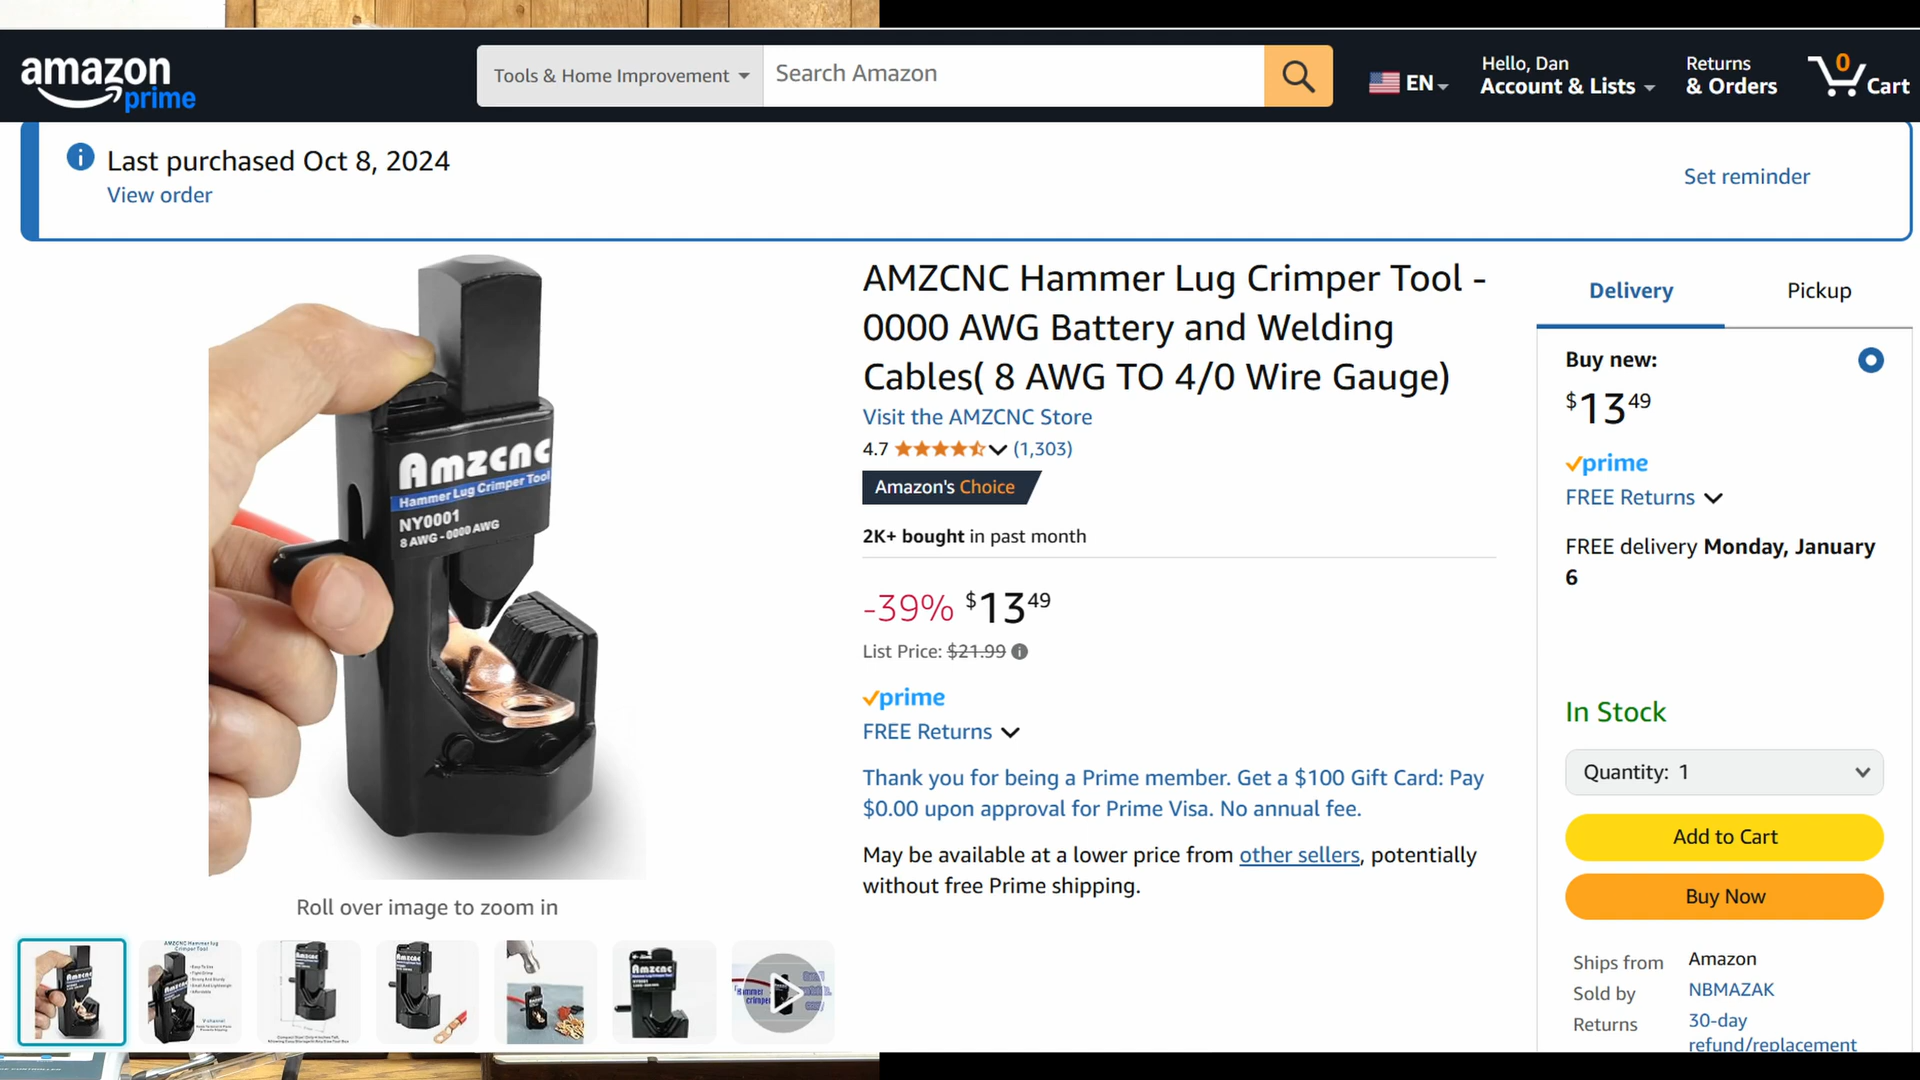 amazon
prime
Tools & Home Improvement
Search Amazon
EN
Hello, Dan
Account & Lists
Returns
& Orders
0
Cart
Last purchased Oct 8, 2024
View order
Set reminder
Amzcnc
Hammer Lug Crimper Tool
NY0001
8 AWG - 0000 AWG
Roll over image to zoom in
AMZCNC Hammer lug
Crimper Tool
Amzcnc
Hammer
crimper
AMZCNC Hammer Lug Crimper Tool -
0000 AWG Battery and Welding
Cables( 8 AWG TO 4/0 Wire Gauge)
Visit the AMZCNC Store
4.7 (1,303)
Amazon's Choice
2K+ bought in past month
-39% $13 49
List Price: $21.99
prime
FREE Returns
Thank you for being a Prime member. Get a $100 Gift Card: Pay
$0.00 upon approval for Prime Visa. No annual fee.
May be available at a lower price from other sellers, potentially
without free Prime shipping.
Delivery
Pickup
Buy new:
$13 49
prime
FREE Returns
FREE delivery Monday, January
6
In Stock
Quantity: 1
Add to Cart
Buy Now
Ships from Amazon
Sold by NBMAZAK
Returns 30-day
refund/replacement